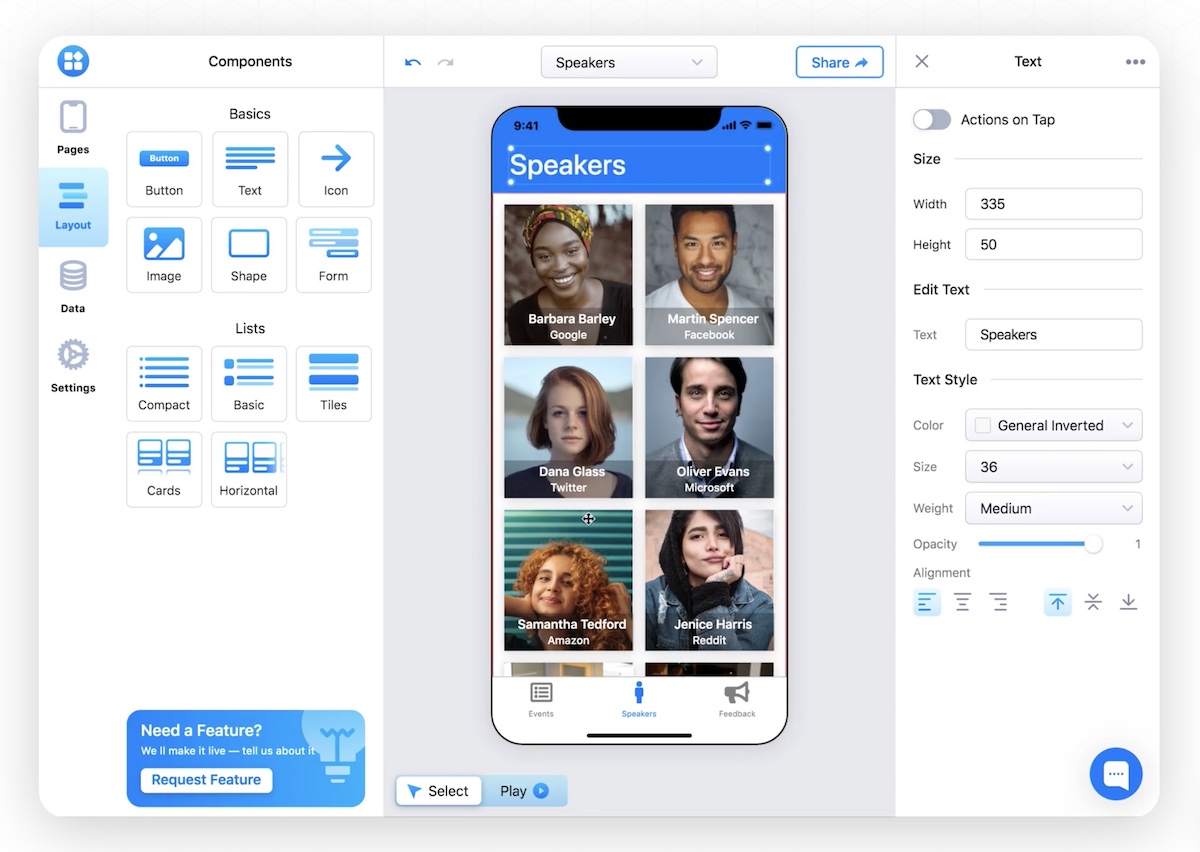 Components
Speakers
Share
Text
Pages
Layout
Data
Settings
Basics
Button
Button
Text
Icon
Image
Shape
Form
Lists
Compact
Basic
Tiles
Cards
Horizontal
Need a Feature?
We ll make it live — tell us about it
Request Feature
9:41
Speakers
Barbara Barley
Google
Martin Spencer
Facebook
Dana Glass
Twitter
Oliver Evans
Microsoft
Samantha Tedford
Amazon
Jenice Harris
Reddit
Events
Speakers
Feedback
Select
Play
Actions on Tap
Size
Width 335
Height 50
Edit Text
Text Speakers
Text Style
Color General Inverted
Size 36
Weight Medium
Opacity 1
Alignment